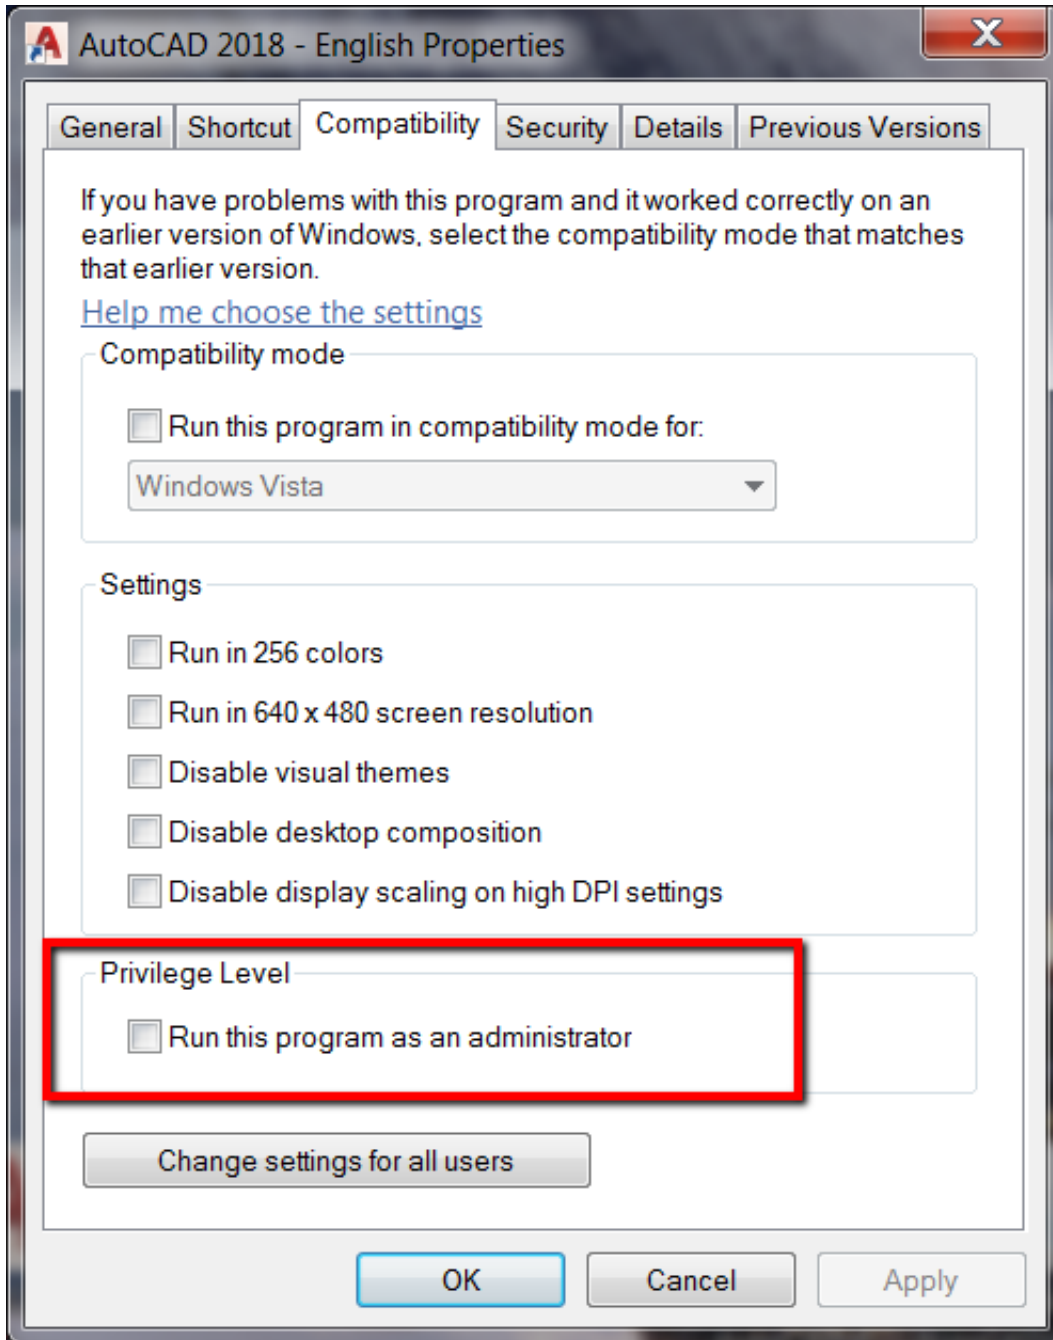 AutoCAD 2018 - English Properties
General Shortcut Compatibility Security Details Previous Versions
If you have problems with this program and it worked correctly on an
earlier version of Windows, select the compatibility mode that matches
that earlier version.
Help me choose the settings
Compatibility mode
Run this program in compatibility mode for:
Windows Vista
Settings
Run in 256 colors
Run in 640 x 480 screen resolution
Disable visual themes
Disable desktop composition
Disable display scaling on high DPI settings
Privilege Level
Run this program as an administrator
Change settings for all users
OK Cancel Apply